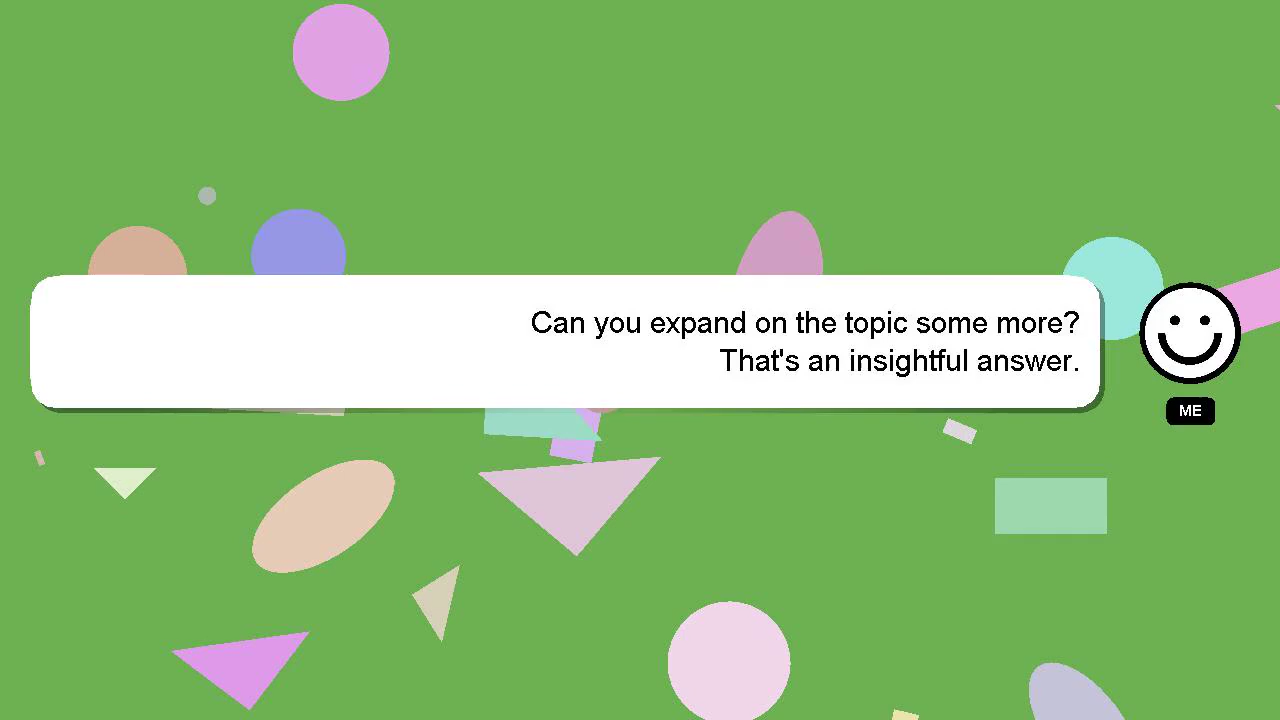 Can you expand on the topic some more?
That's an insightful answer.
ME